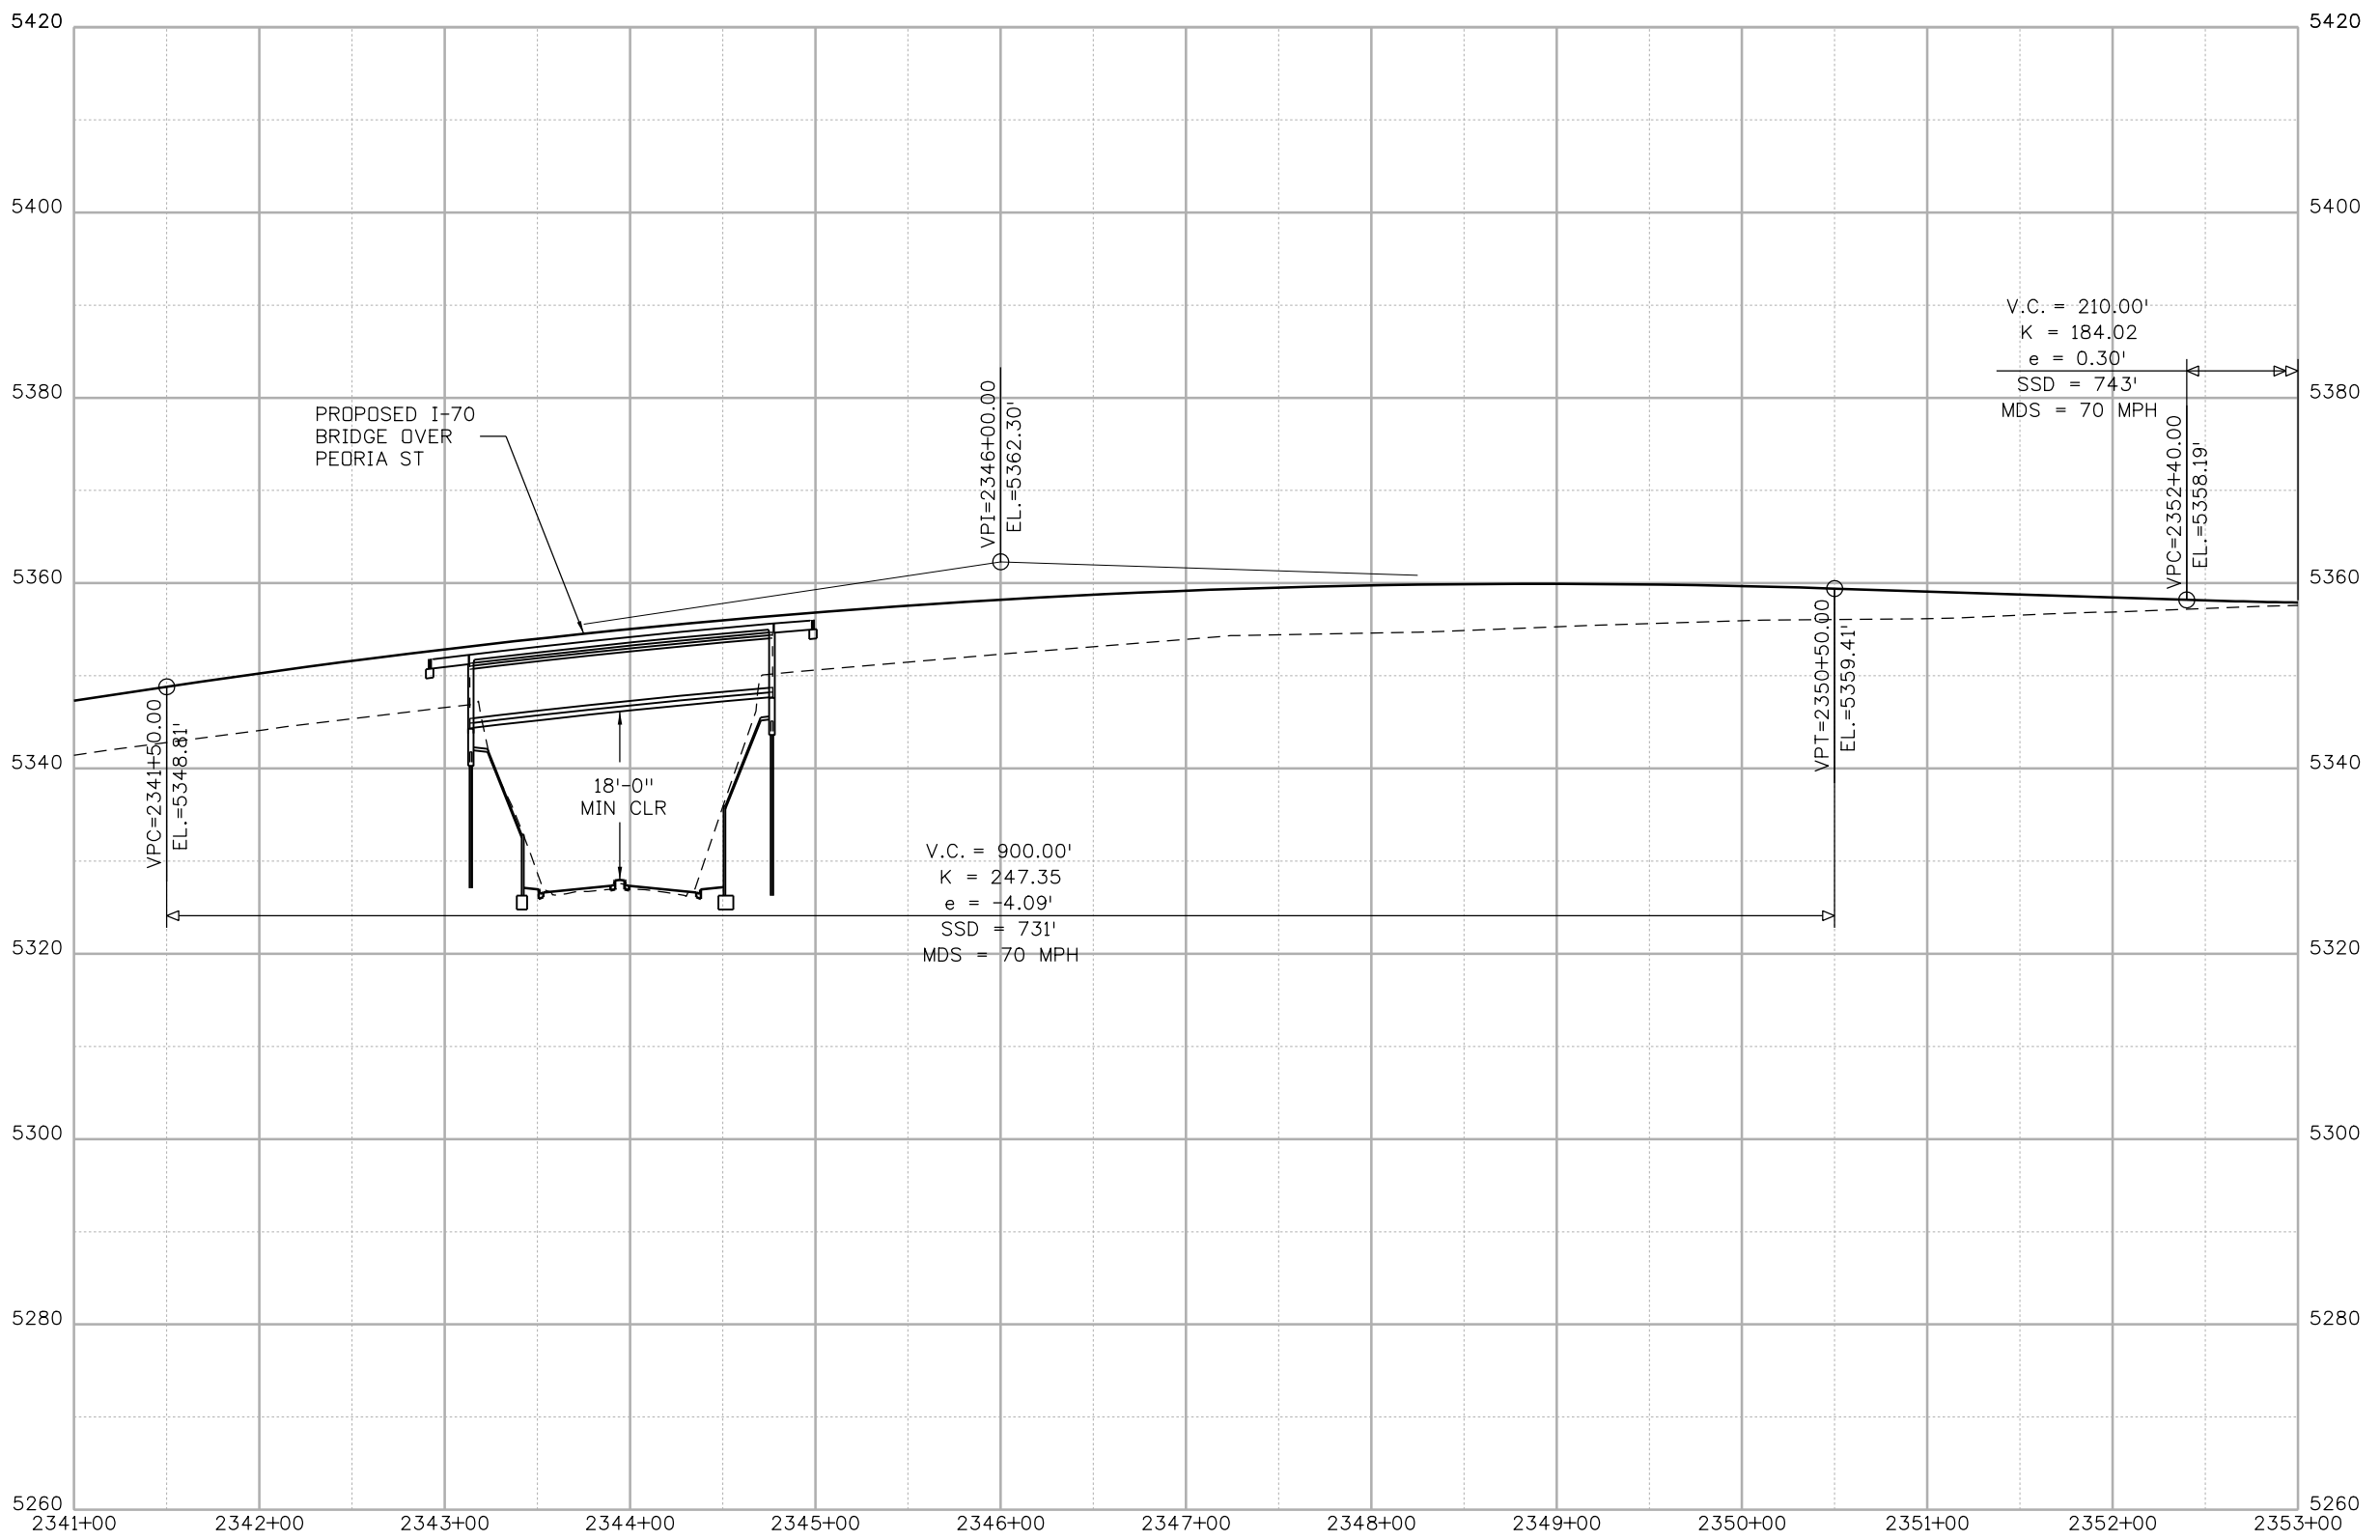 5420
5420
5400
5400
V.C. = 210.00'
K = 184.02
e = 0.30'
SSD = 743'
MDS = 70 MPH
5380
5380
PROPOSED I-70
BRIDGE OVER
PEORIA ST
VPI=2346+00.00
EL.=5362.30'
VPC=2352+40.00
EL.=5358.19'
5360
5360
VPC=2341+50.00
EL.=5348.81'
VPT=2350+50.00
EL.=5359.41'
5340
5340
18'-0"
MIN CLR
V.C. = 900.00'
K = 247.35
e = -4.09'
SSD = 731'
MDS = 70 MPH
5320
5320
5300
5300
5280
5280
5260
5260
2341+00 2342+00 2343+00 2344+00 2345+00 2346+00 2347+00 2348+00 2349+00 2350+00 2351+00 2352+00 2353+00